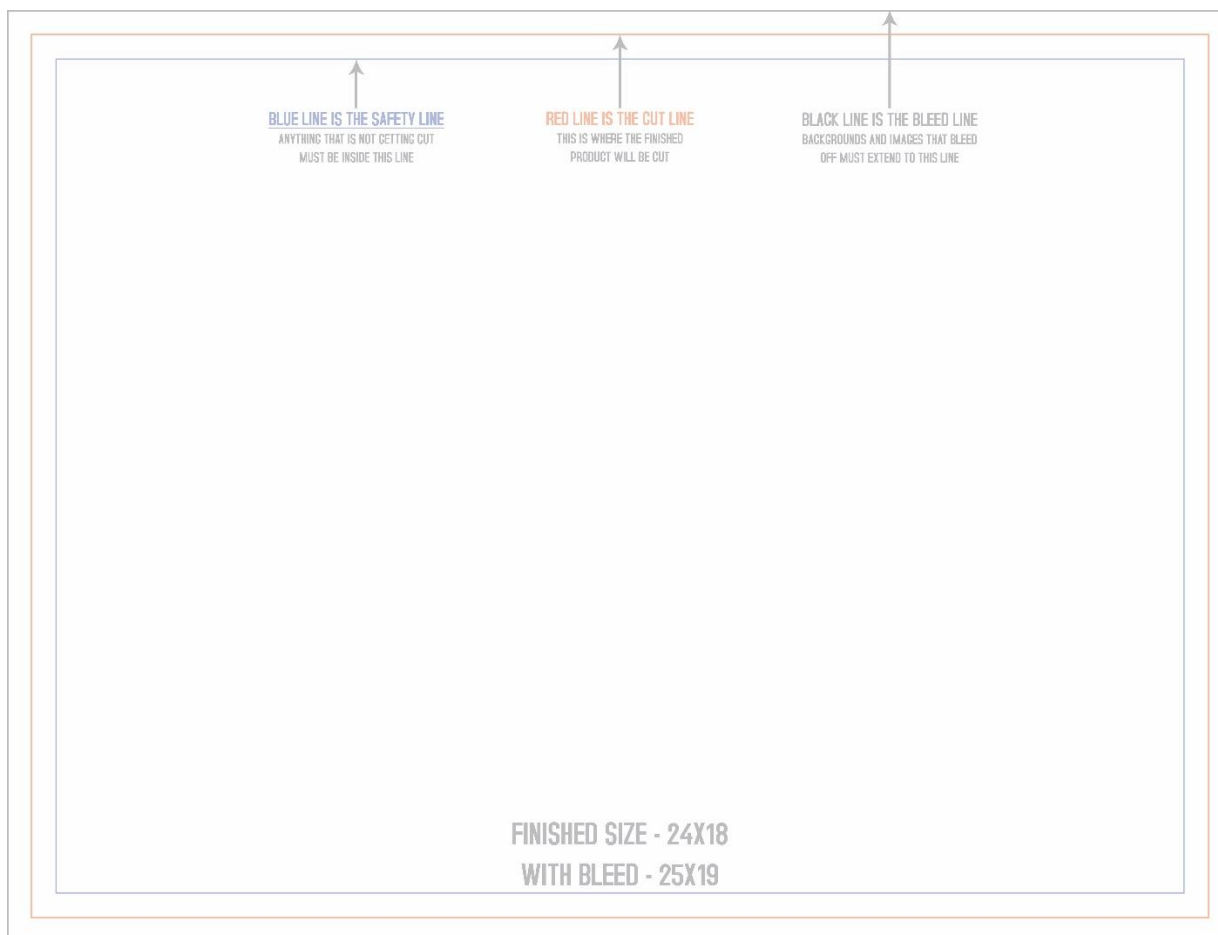 BLUE LINE IS THE SAFETY LINE
ANYTHING THAT IS NOT GETTING CUT
MUST BE INSIDE THIS LINE
RED LINE IS THE CUT LINE
THIS IS WHERE THE FINISHED
PRODUCT WILL BE CUT
BLACK LINE IS THE BLEED LINE
BACKGROUNDS AND IMAGES THAT BLEED
OFF MUST EXTEND TO THIS LINE
FINISHED SIZE - 24X18
WITH BLEED - 25X19